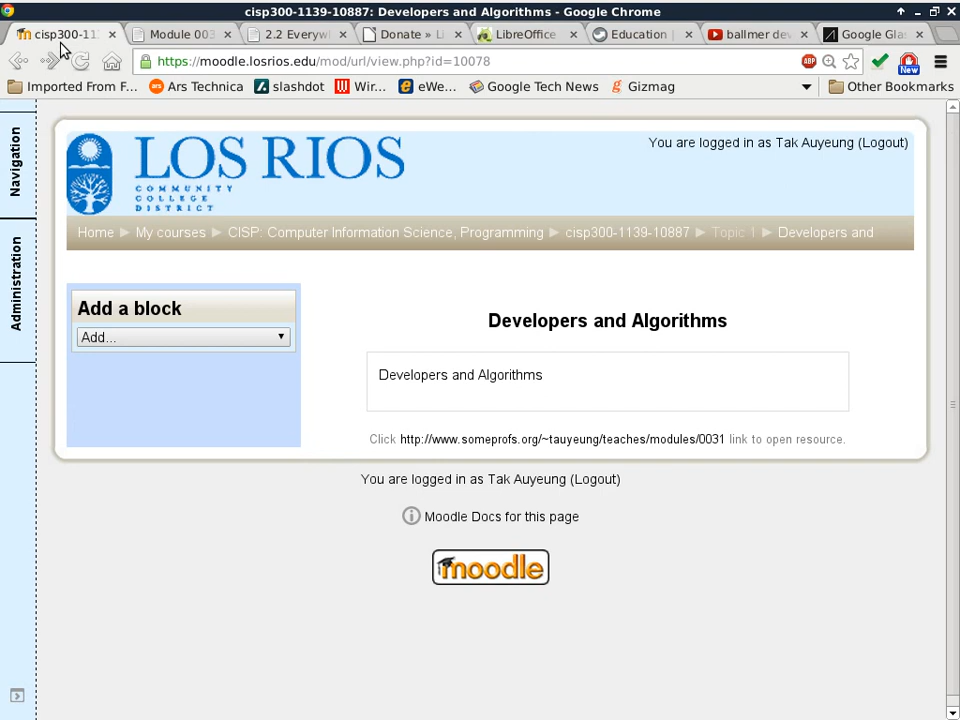 cisp300-1139-10887: Developers and Algorithms - Google Chrome
cisp300-11
Module 003
2.2 Everyw
Donate » Li
LibreOffice
Education |
ballmer dev
Google Glas
https://moodle.losrios.edu/mod/url/view.php?id=10078
ABP
New
Imported From F...
Ars Technica
slashdot
Wir...
eWe...
Google Tech News
Gizmag
Other Bookmarks
Navigation
Administration
LOS RIOS
COMMUNITY
COLLEGE
DISTRICT
You are logged in as Tak Auyeung (Logout)
Home ► My courses ► CISP: Computer Information Science, Programming ► cisp300-1139-10887 ► Topic 1 ► Developers and
Add a block
Add...
Developers and Algorithms
Developers and Algorithms
Click http://www.someprofs.org/~tauyeung/teaches/modules/0031 link to open resource.
You are logged in as Tak Auyeung (Logout)
Moodle Docs for this page
moodle